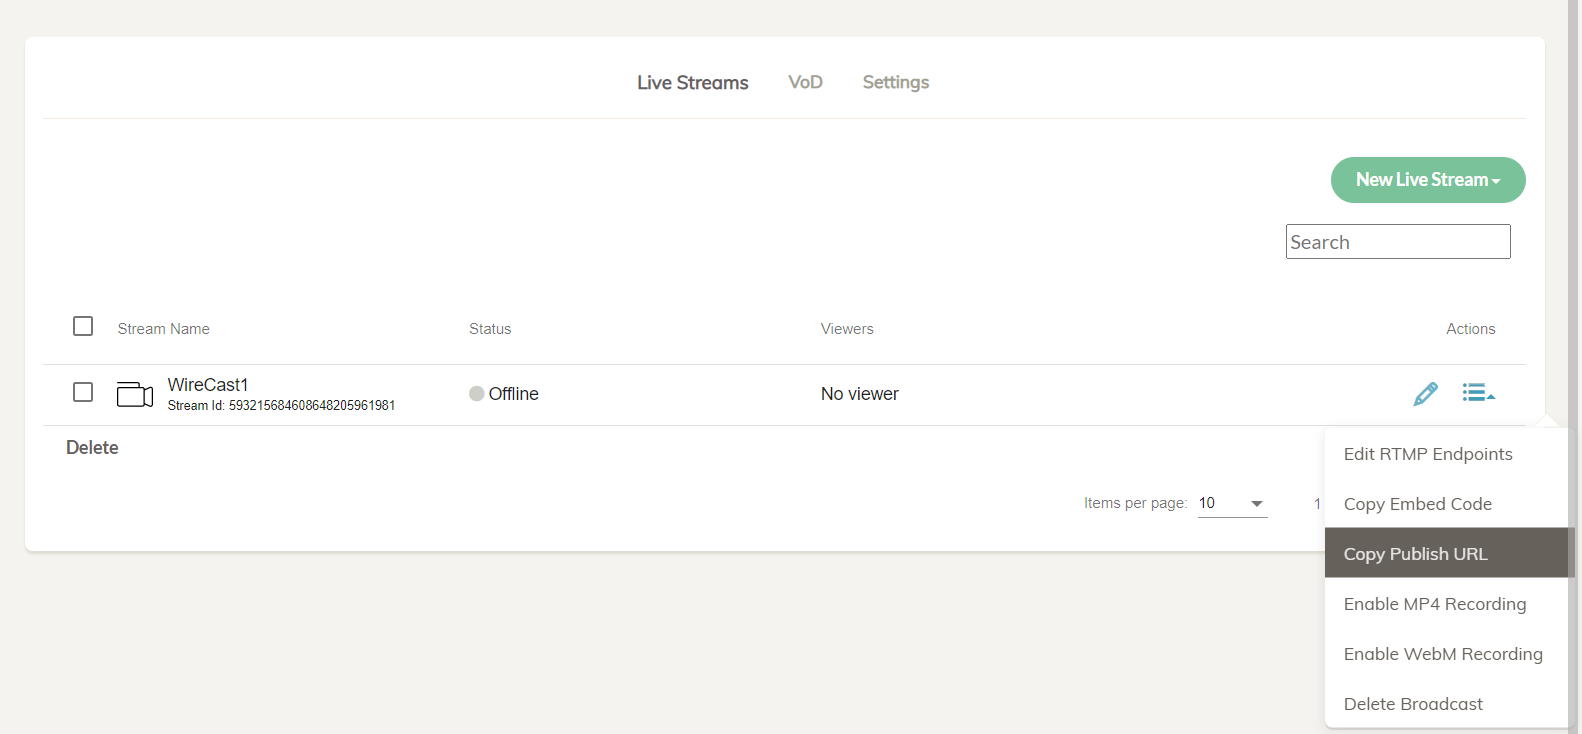 Live Streams VoD Settings
New Live Stream
Search
Stream Name Status Viewers Actions
WireCast1
Stream Id: 593215684608648205961981
Offline
No viewer
Delete
Edit RTMP Endpoints
Items per page: 10 1
Copy Embed Code
Copy Publish URL
Enable MP4 Recording
Enable WebM Recording
Delete Broadcast